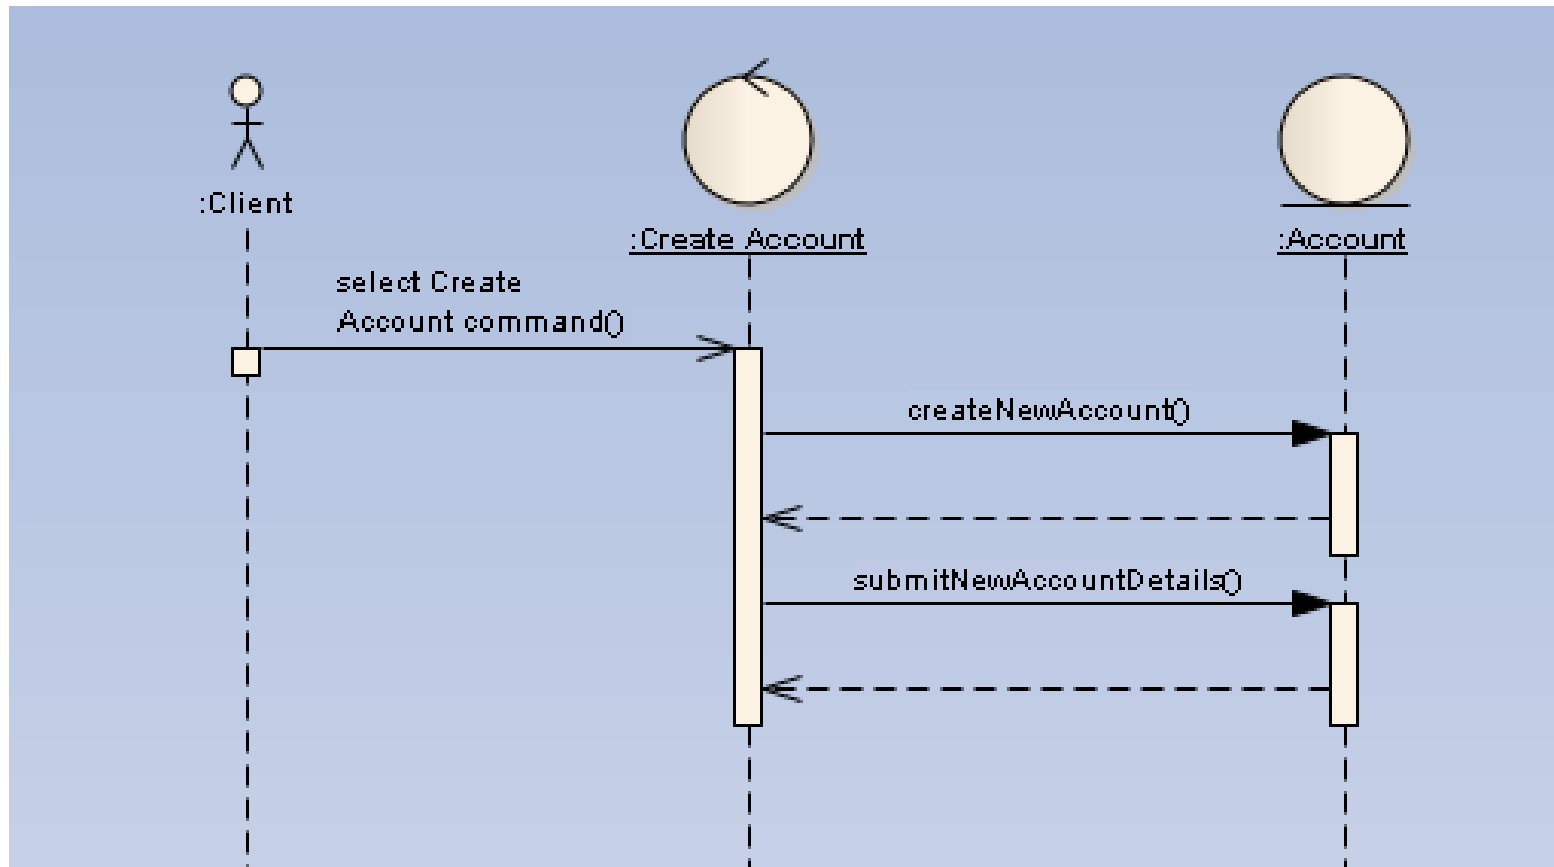 :Client
:Create Account
:Account
select Create
Account command()
createNewAccount()
submitNewAccountDetails()